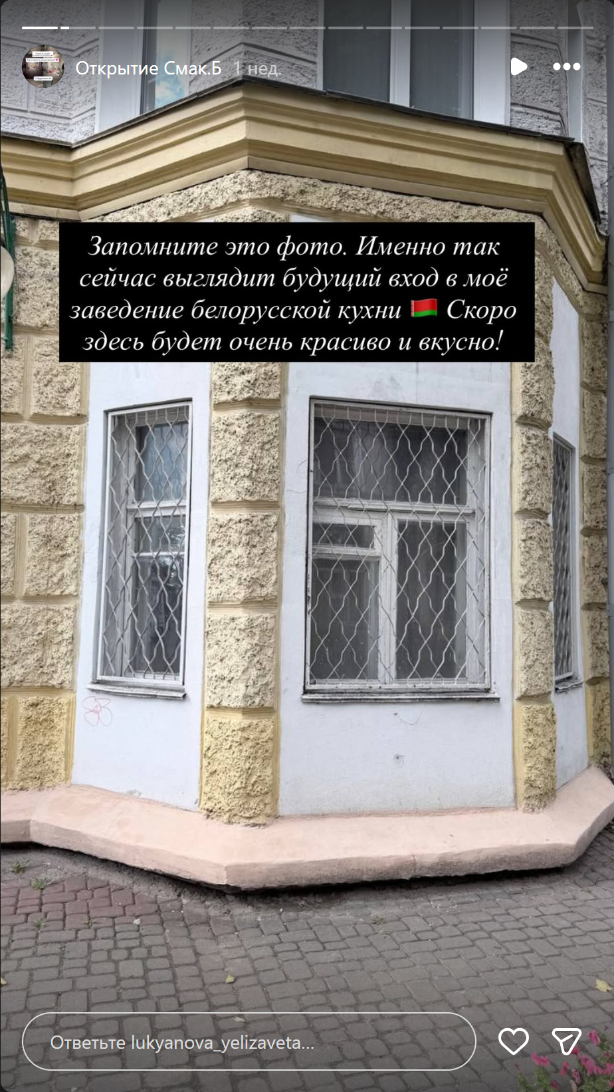 Открытие Смак.Б 1 нед.
Запомните это фото. Именно так
сейчас выглядит будущий вход в моё
заведение белорусской кухни 🇧🇾 Скоро
здесь будет очень красиво и вкусно!
Ответьте lukyanova_yelizaveta...